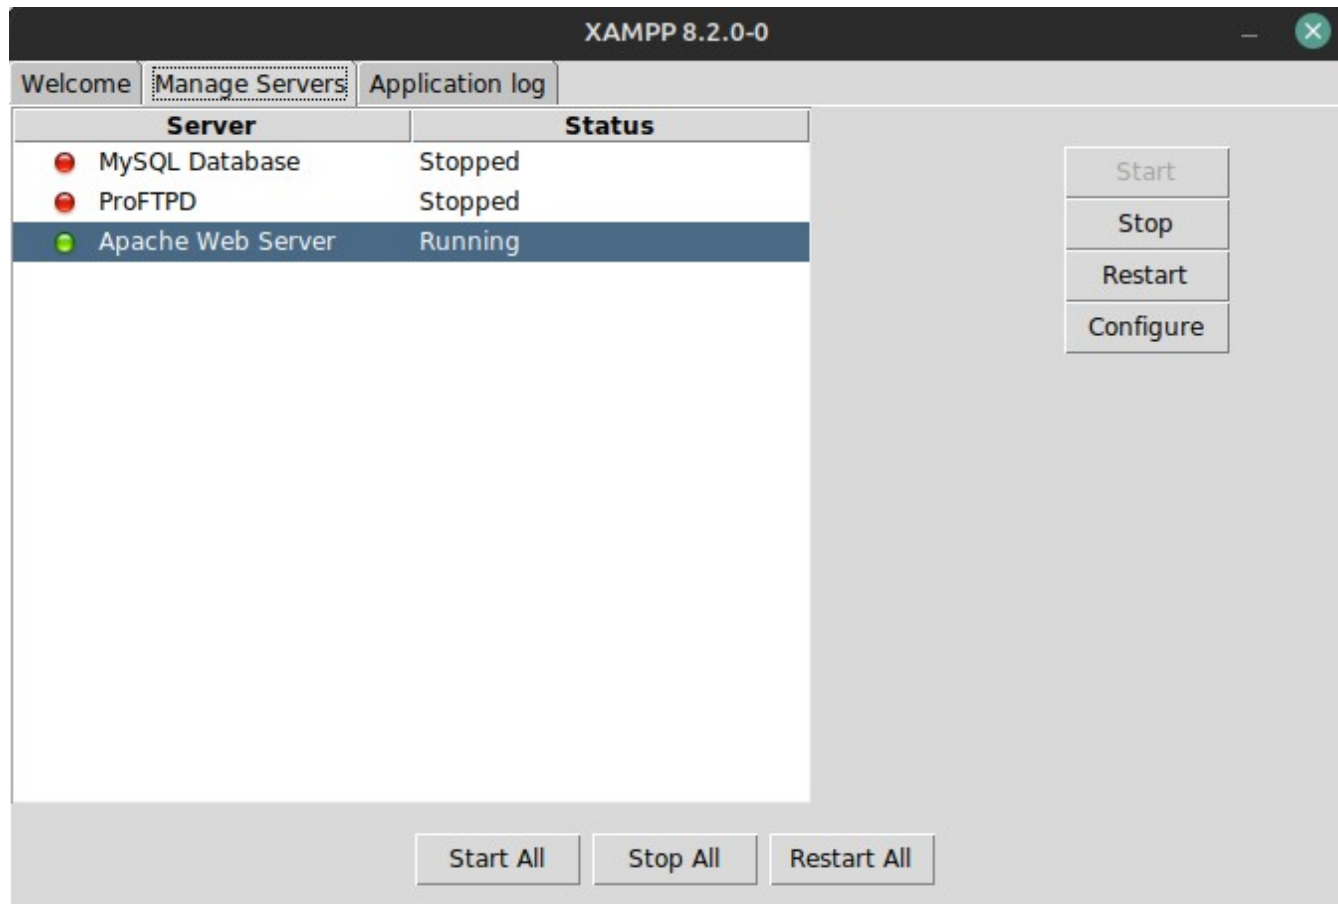 XAMPP 8.2.0-0
Welcome Manage Servers Application log
Server Status
MySQL Database Stopped
ProFTPD Stopped
Apache Web Server Running
Start
Stop
Restart
Configure
Start All Stop All Restart All